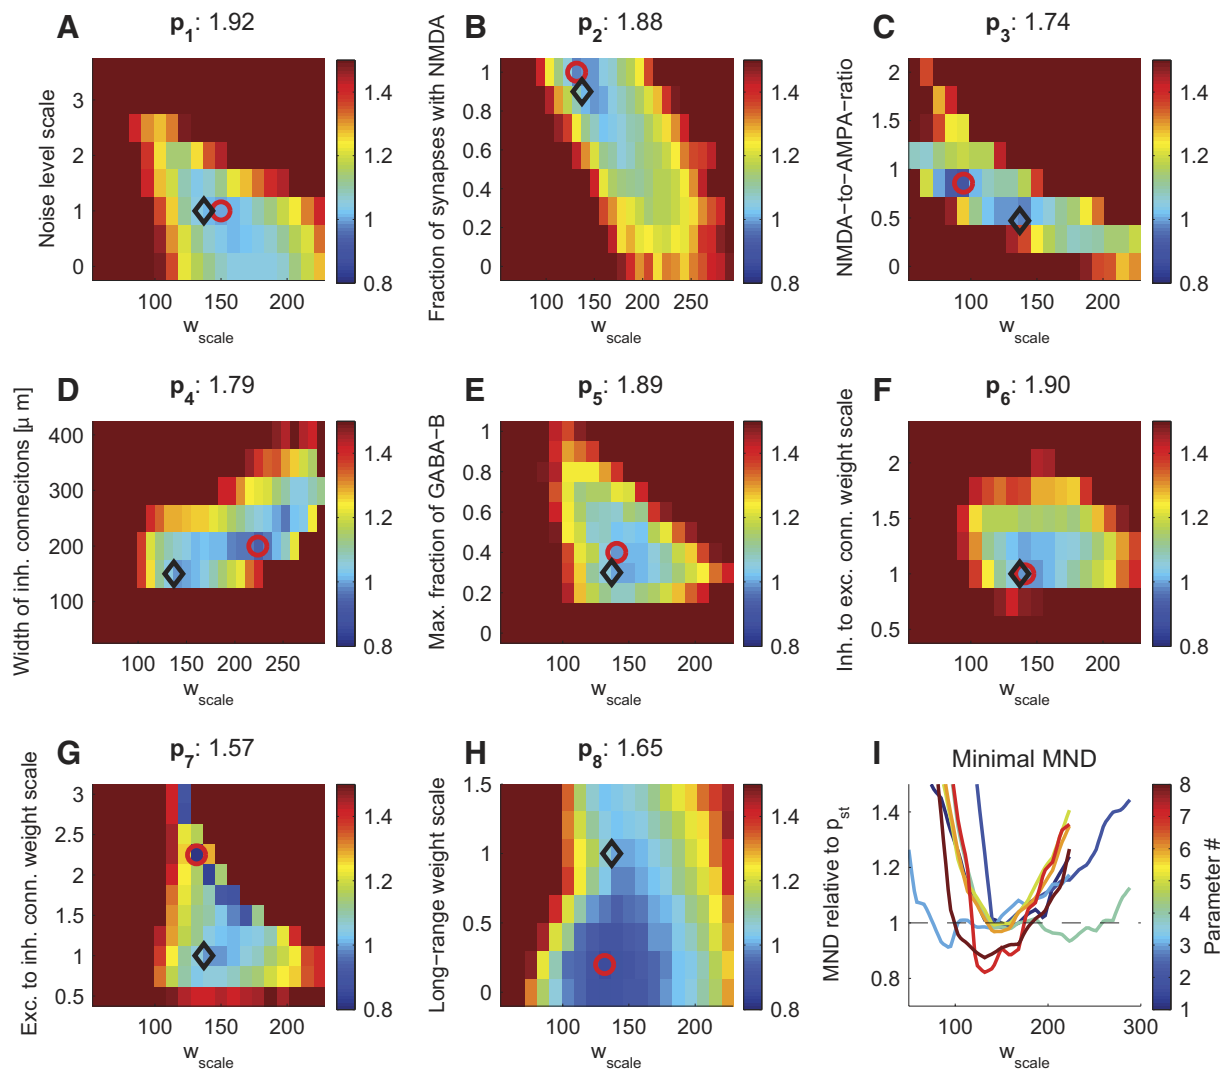 A p1: 1.92
Noise level scale
3
2
1
0
100 150 200
wscale
1.4
1.2
1
0.8
B p2: 1.88
Fraction of synapses with NMDA
1
0.8
0.6
0.4
0.2
0
100 150 200 250
wscale
1.4
1.2
1
0.8
C p3: 1.74
NMDA-to-AMPA-ratio
2
1.5
1
0.5
0
100 200
wscale
1.4
1.2
1
0.8
D p4: 1.79
Width of inh. connecitons [μ m]
400
300
200
100
100 150 200 250
wscale
1.4
1.2
1
0.8
E p5: 1.89
Max. fraction of GABA-B
1
0.8
0.6
0.4
0.2
0
100 150 200
wscale
1.4
1.2
1
0.8
F p6: 1.90
Inh. to exc. conn. weight scale
2
1.5
1
0.5
100 150 200
wscale
1.4
1.2
1
0.8
G p7: 1.57
Exc. to inh. conn. weight scale
3
2.5
2
1.5
1
0.5
100 150 200
wscale
1.4
1.2
1
0.8
H p8: 1.65
Long-range weight scale
1.5
1
0.5
0
100 150 200
wscale
1.4
1.2
1
0.8
I Minimal MND
MND relative to pst
1.4
1.2
1
0.8
100 200 300
wscale
8
7
6
5
4
3
2
1
Parameter #